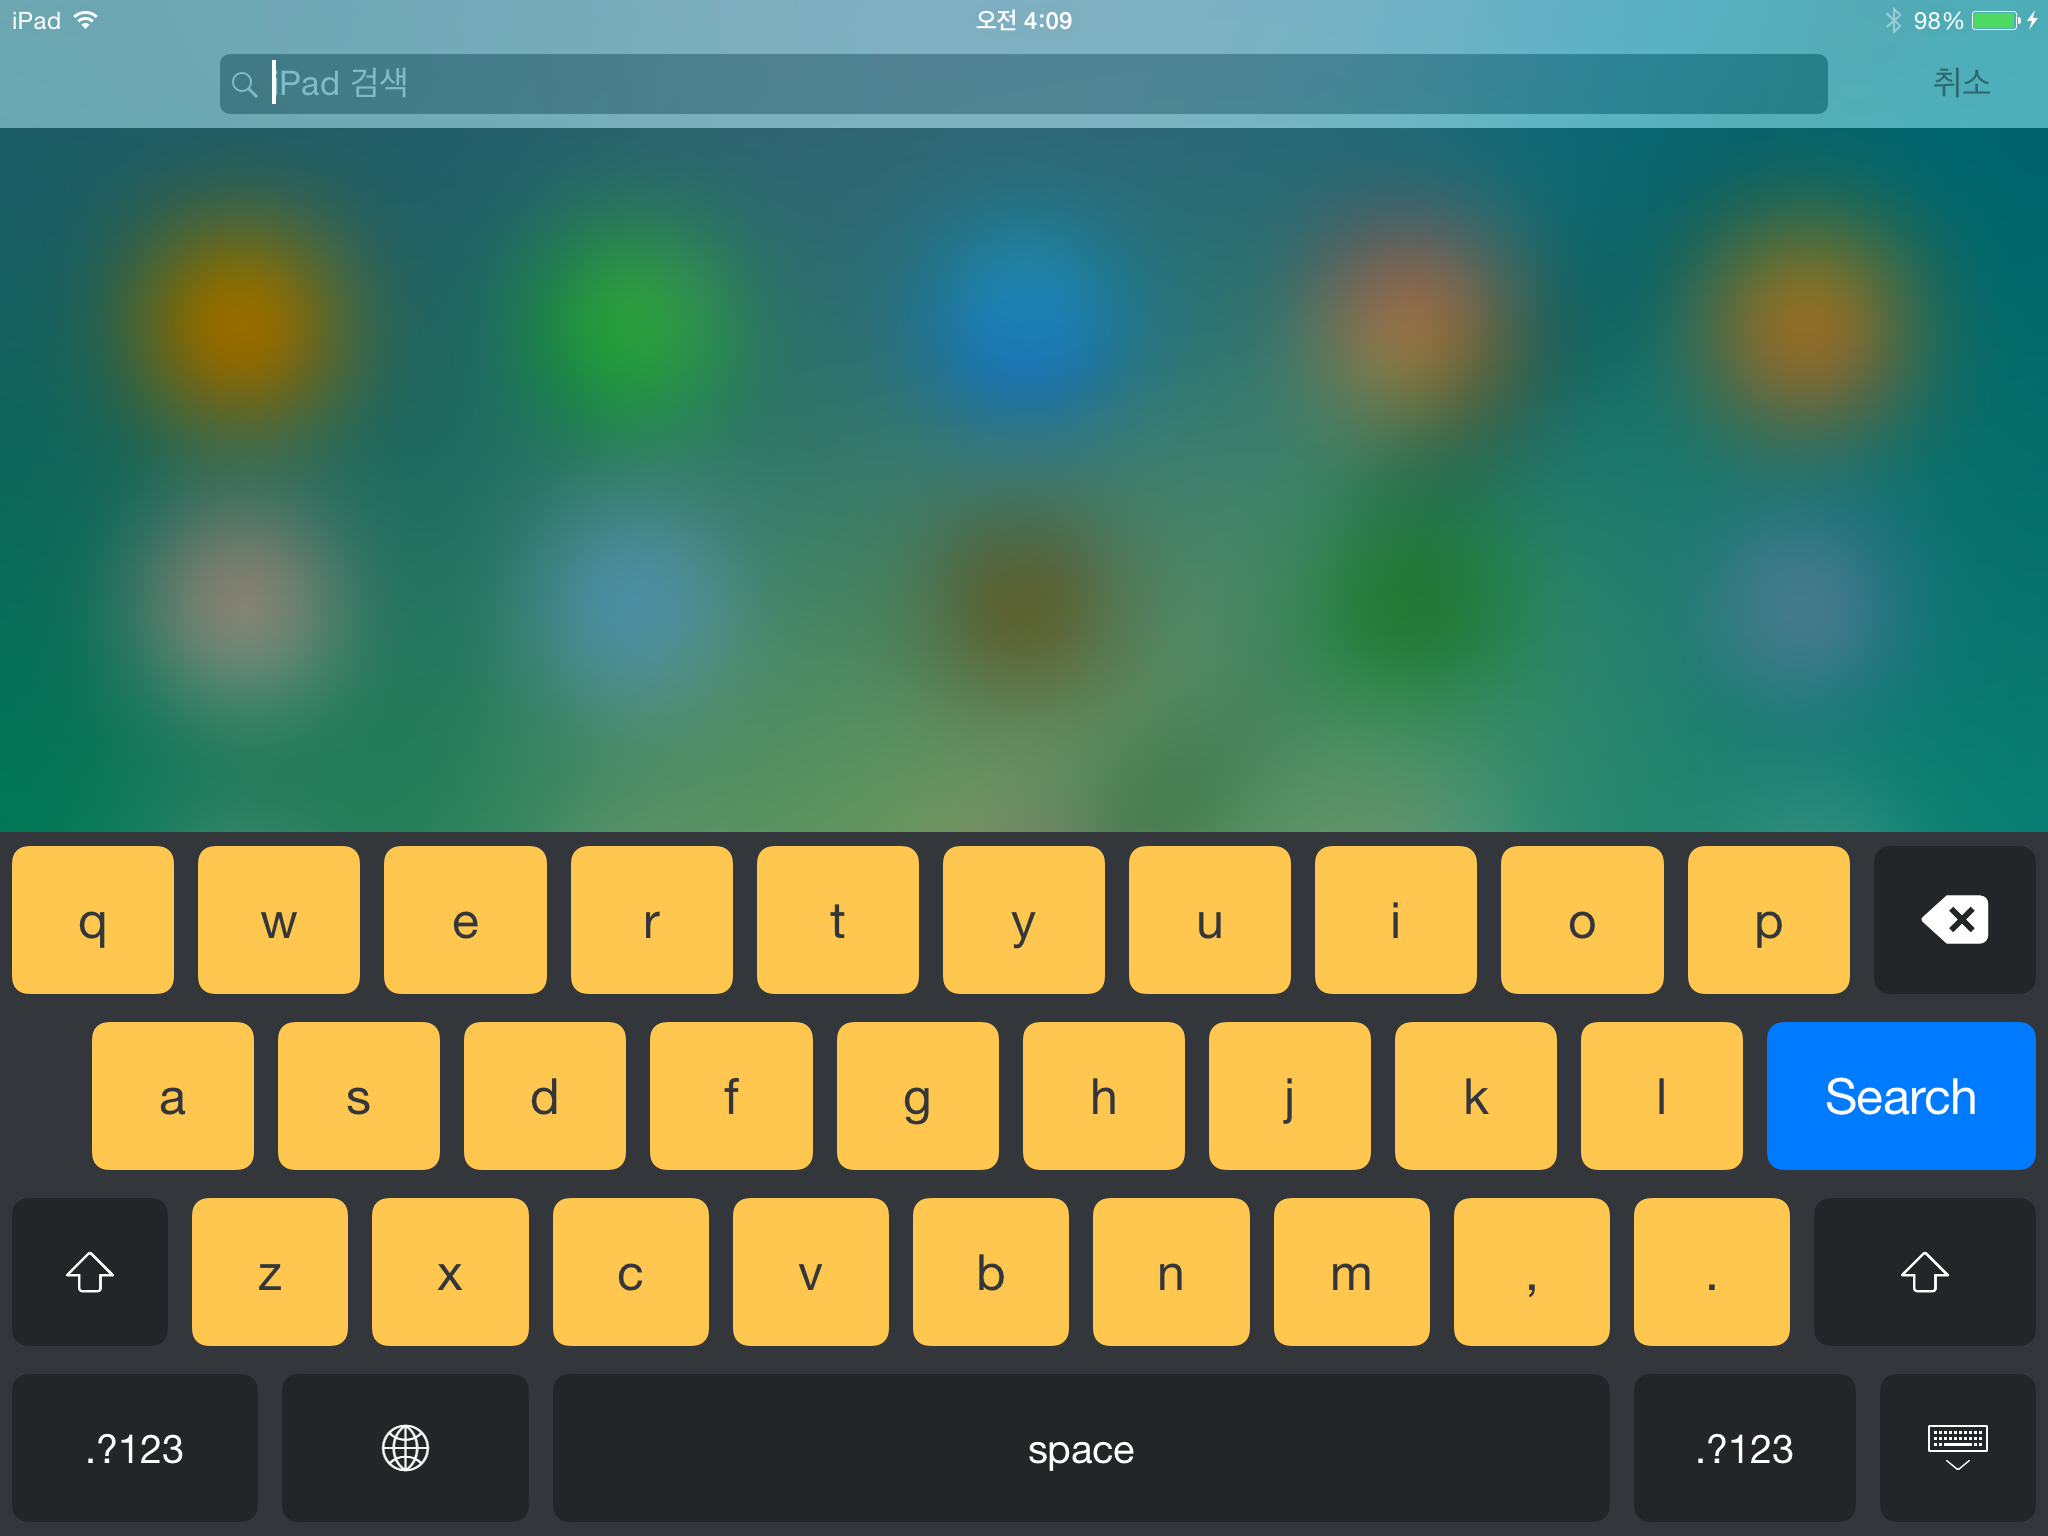 iPad 오전 4:09 98%
iPad 검색 취소
q w e r t y u i o p
a s d f g h j k l Search
z x c v b n m , .
.?123 space .?123